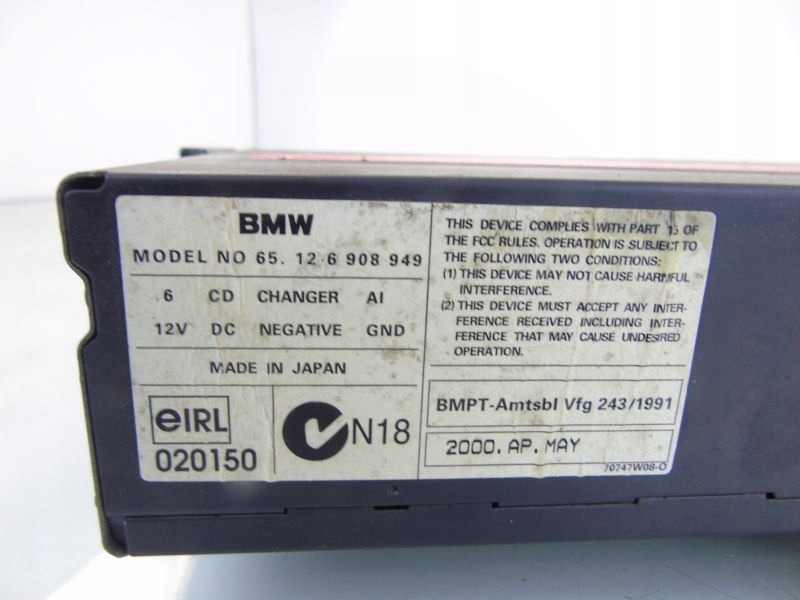 BMW
MODEL NO 65. 12-6 908 949
6 CD CHANGER AI
12V DC NEGATIVE GND
MADE IN JAPAN
eIRL
020150
N18
THIS DEVICE COMPLIES WITH PART 15 OF
THE FCC RULES. OPERATION IS SUBJECT TO
THE FOLLOWING TWO CONDITIONS:
(1) THIS DEVICE MAY NOT CAUSE HARMFUL
INTERFERENCE.
(2) THIS DEVICE MUST ACCEPT ANY INTER-
FERENCE RECEIVED INCLUDING INTER-
FERENCE THAT MAY CAUSE UNDESIRED
OPERATION.
BMPT-Amtsbl Vfg 243/1991
2000. AP. MAY
70747W08-O